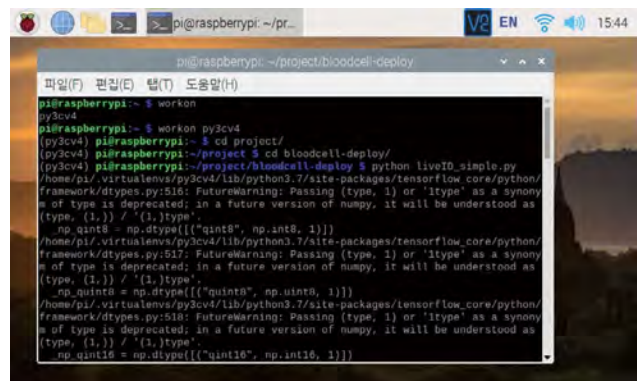 pi@raspberrypi: ~/pr...
V2 EN 15:44
pi@raspberrypi: ~/project/bloodcell-deploy
파일(F) 편집(E) 탭(T) 도움말(H)
pi@raspberrypi:~ $ workon
py3cv4
pi@raspberrypi:~ $ workon py3cv4
(py3cv4) pi@raspberrypi:~ $ cd project/
(py3cv4) pi@raspberrypi:~/project $ cd bloodcell-deploy/
(py3cv4) pi@raspberrypi:~/project/bloodcell-deploy $ python liveID_simple.py
/home/pi/.virtualenvs/py3cv4/lib/python3.7/site-packages/tensorflow_core/python/
framework/dtypes.py:516: FutureWarning: Passing (type, 1) or '1type' as a synony
m of type is deprecated; in a future version of numpy, it will be understood as
(type, (1,)) / '(1,)type'.
_np_qint8 = np.dtype([("qint8", np.int8, 1)])
/home/pi/.virtualenvs/py3cv4/lib/python3.7/site-packages/tensorflow_core/python/
framework/dtypes.py:517: FutureWarning: Passing (type, 1) or '1type' as a synony
m of type is deprecated; in a future version of numpy, it will be understood as
(type, (1,)) / '(1,)type'.
_np_quint8 = np.dtype([("quint8", np.uint8, 1)])
/home/pi/.virtualenvs/py3cv4/lib/python3.7/site-packages/tensorflow_core/python/
framework/dtypes.py:518: FutureWarning: Passing (type, 1) or '1type' as a synony
m of type is deprecated; in a future version of numpy, it will be understood as
(type, (1,)) / '(1,)type'.
_np_qint16 = np.dtype([("qint16", np.int16, 1)])